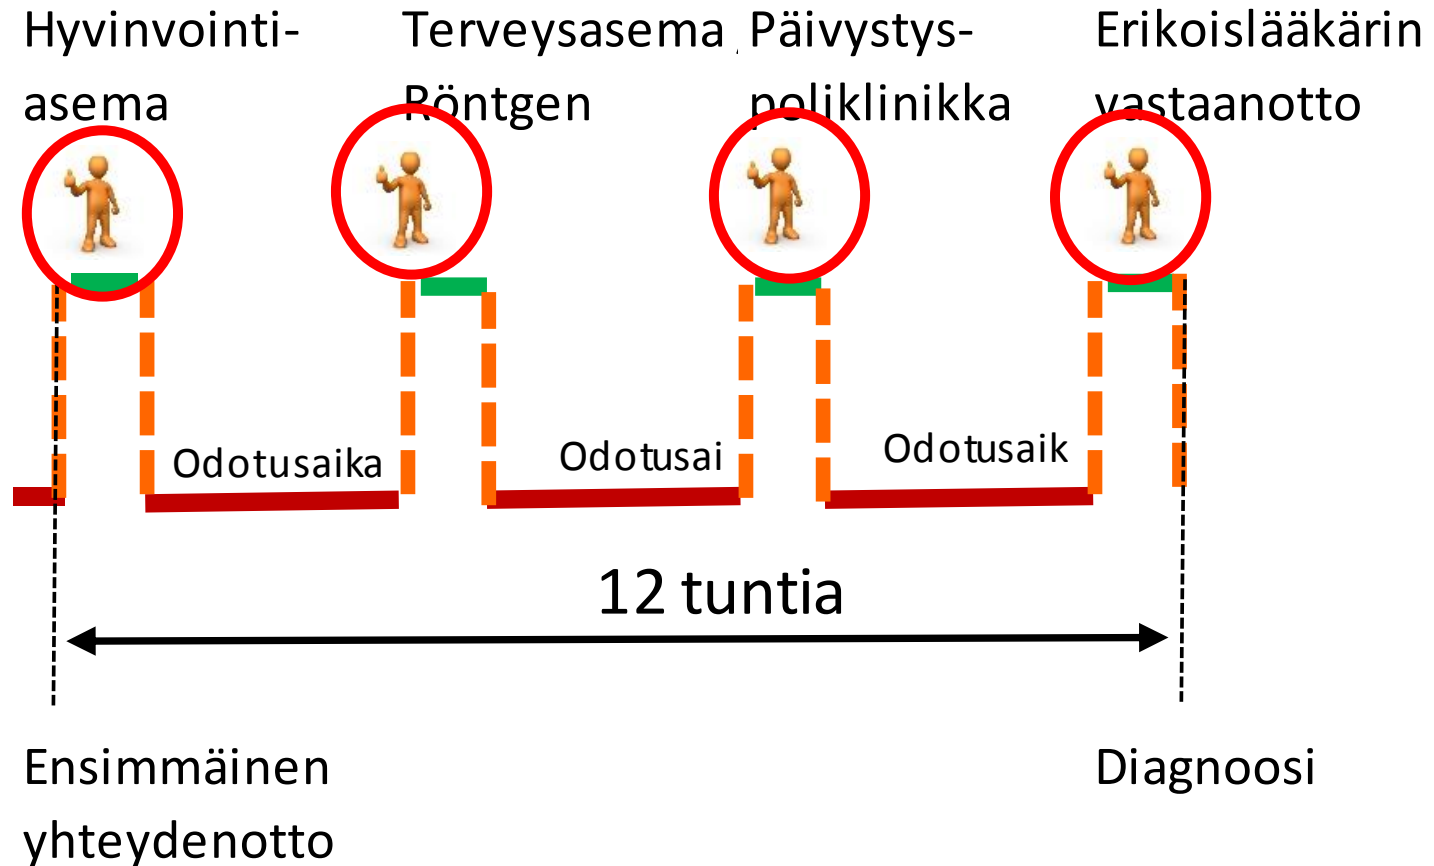 Hyvinvointi-
asema
Terveysasema,
Röntgen
Päivystys-
poliklinikka
Erikoislääkärin
vastaanotto
Odotusaika
Odotusai
Odotusaik
12 tuntia
Ensimmäinen
yhteydenotto
Diagnoosi